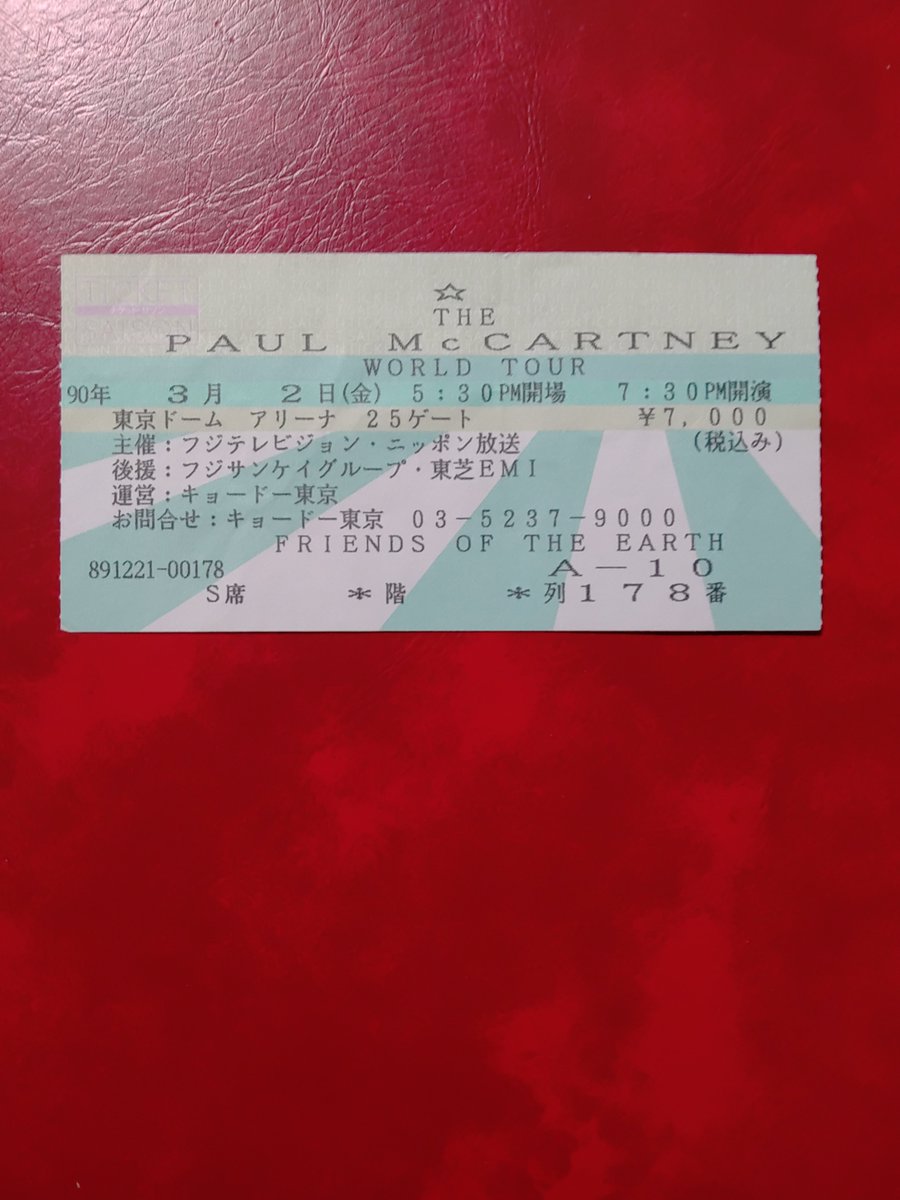 ☆
THE
PAUL McCARTNEY
WORLD TOUR
90年 3月 2日(金) 5:30PM開場 7:30PM開演
東京ドーム アリーナ 25ゲート ¥7,000
主催:フジテレビジョン・ニッポン放送 (税込み)
後援:フジサンケイグループ・東芝EMI
運営:キョードー東京
お問合せ:キョードー東京 03-5237-9000
FRIENDS OF THE EARTH
891221-00178 A-10
S席 *階 *列178番